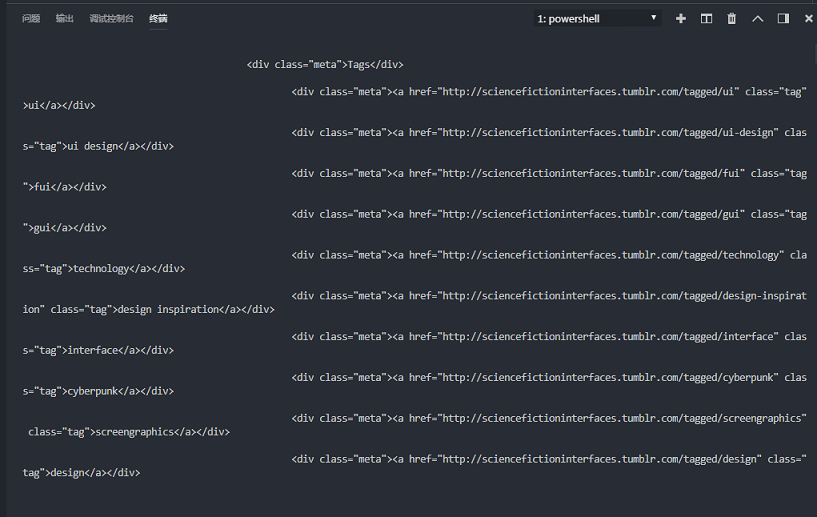 问题 输出 调试控制台 终端 1: powershell
<div class="meta">Tags</div>
<div class="meta"><a href="http://sciencefictioninterfaces.tumblr.com/tagged/ui" class="tag"
>ui</a></div>
<div class="meta"><a href="http://sciencefictioninterfaces.tumblr.com/tagged/ui-design" clas
s="tag">ui design</a></div>
<div class="meta"><a href="http://sciencefictioninterfaces.tumblr.com/tagged/fui" class="tag
">fui</a></div>
<div class="meta"><a href="http://sciencefictioninterfaces.tumblr.com/tagged/gui" class="tag
">gui</a></div>
<div class="meta"><a href="http://sciencefictioninterfaces.tumblr.com/tagged/technology" cla
ss="tag">technology</a></div>
<div class="meta"><a href="http://sciencefictioninterfaces.tumblr.com/tagged/design-inspirat
ion" class="tag">design inspiration</a></div>
<div class="meta"><a href="http://sciencefictioninterfaces.tumblr.com/tagged/interface" clas
s="tag">interface</a></div>
<div class="meta"><a href="http://sciencefictioninterfaces.tumblr.com/tagged/cyberpunk" clas
s="tag">cyberpunk</a></div>
<div class="meta"><a href="http://sciencefictioninterfaces.tumblr.com/tagged/screengraphics"
class="tag">screengraphics</a></div>
<div class="meta"><a href="http://sciencefictioninterfaces.tumblr.com/tagged/design" class="
tag">design</a></div>